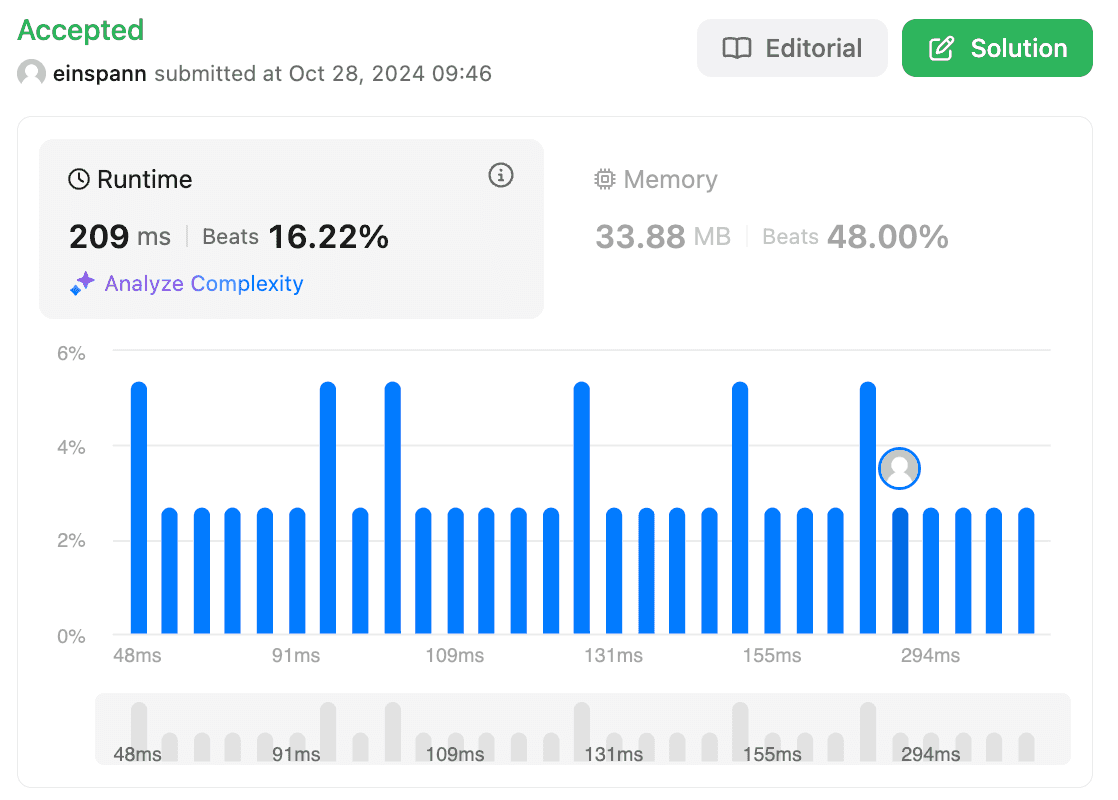 Accepted
einspann submitted at Oct 28, 2024 09:46
Editorial
Solution
Runtime
209 ms Beats 16.22%
Analyze Complexity
Memory
33.88 MB Beats 48.00%
6%
4%
2%
0%
48ms 91ms 109ms 131ms 155ms 294ms
48ms 91ms 109ms 131ms 155ms 294ms